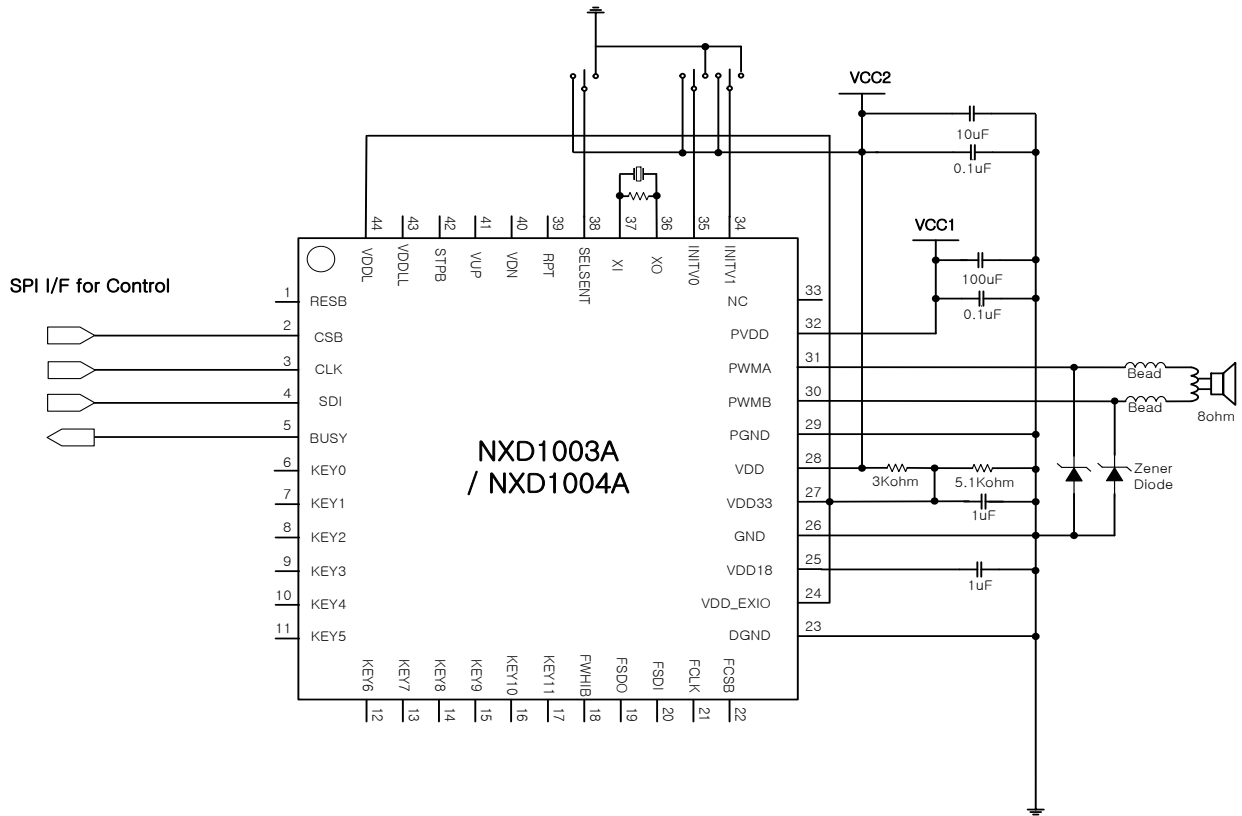 VCC2
10uF
0.1uF
VCC1
100uF
0.1uF
44 43 42 41 40 39 38 37 36 35 34
VDDL VDDLL STPB VUP VDN RPT SELSENT XI XO INITV0 INITV1
SPI I/F for Control
1 RESB
2 CSB
3 CLK
4 SDI
5 BUSY
6 KEY0
7 KEY1
8 KEY2
9 KEY3
10 KEY4
11 KEY5
NXD1003A
/ NXD1004A
NC 33
PVDD 32
PWMA 31
PWMB 30
PGND 29
VDD 28
VDD33 27
GND 26
VDD18 25
VDD_EXIO 24
DGND 23
Bead
Bead
8ohm
3Kohm
5.1Kohm
1uF
Zener
Diode
1uF
KEY6 KEY7 KEY8 KEY9 KEY10 KEY11 FWHIB FSDO FSDI FCLK FCSB
12 13 14 15 16 17 18 19 20 21 22